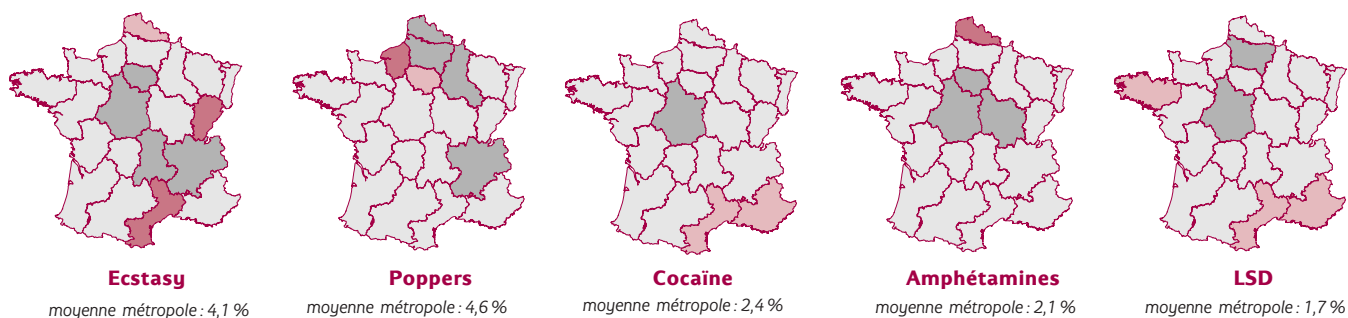 Ecstasy
moyenne métropole : 4,1 %
Poppers
moyenne métropole : 4,6 %
Cocaïne
moyenne métropole : 2,4 %
Amphétamines
moyenne métropole : 2,1 %
LSD
moyenne métropole : 1,7 %